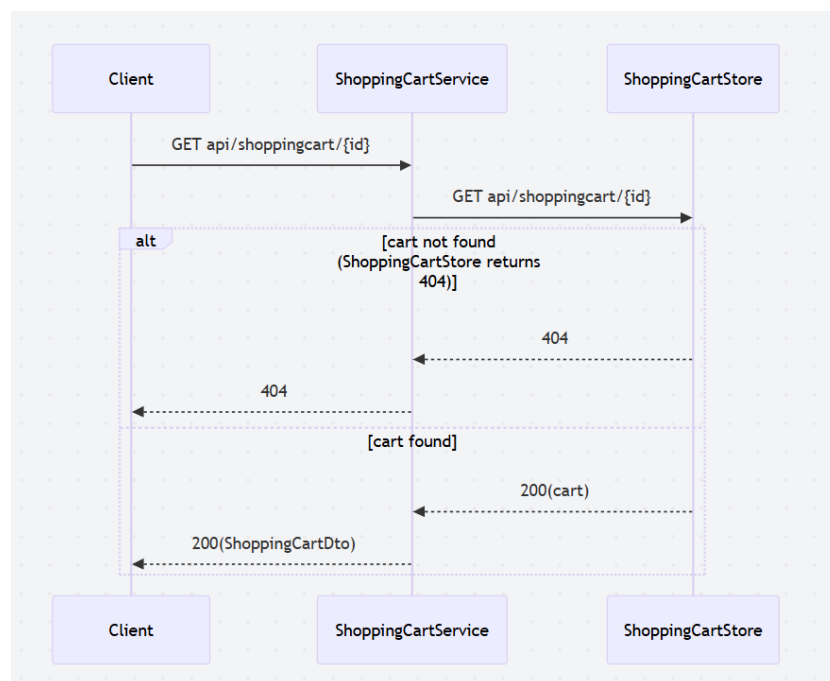 Client
ShoppingCartService
ShoppingCartStore
GET api/shoppingcart/{id}
GET api/shoppingcart/{id}
alt
[cart not found
(ShoppingCartStore returns
404)]
404
404
[cart found]
200(cart)
200(ShoppingCartDto)
Client
ShoppingCartService
ShoppingCartStore